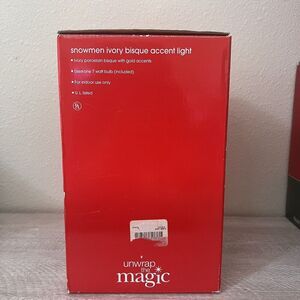 snowmen ivory bisque accent light
• Ivory porcelain bisque with gold accents
• Uses one 7 watt bulb (included)
• For indoor use only
• U.L. listed
unwrap
the
magic